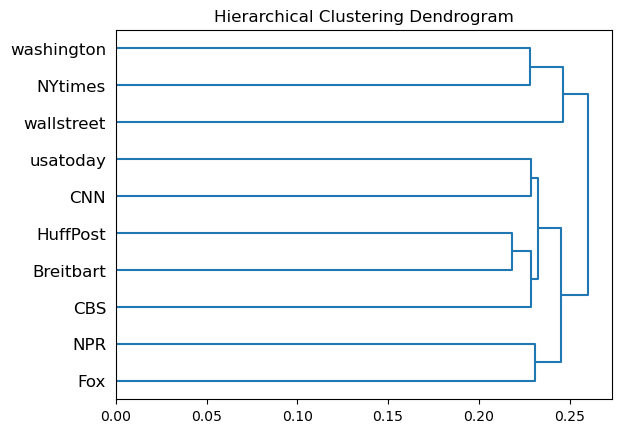 Hierarchical Clustering Dendrogram
washington
NYtimes
wallstreet
usatoday
CNN
HuffPost
Breitbart
CBS
NPR
Fox
0.00 0.05 0.10 0.15 0.20 0.25